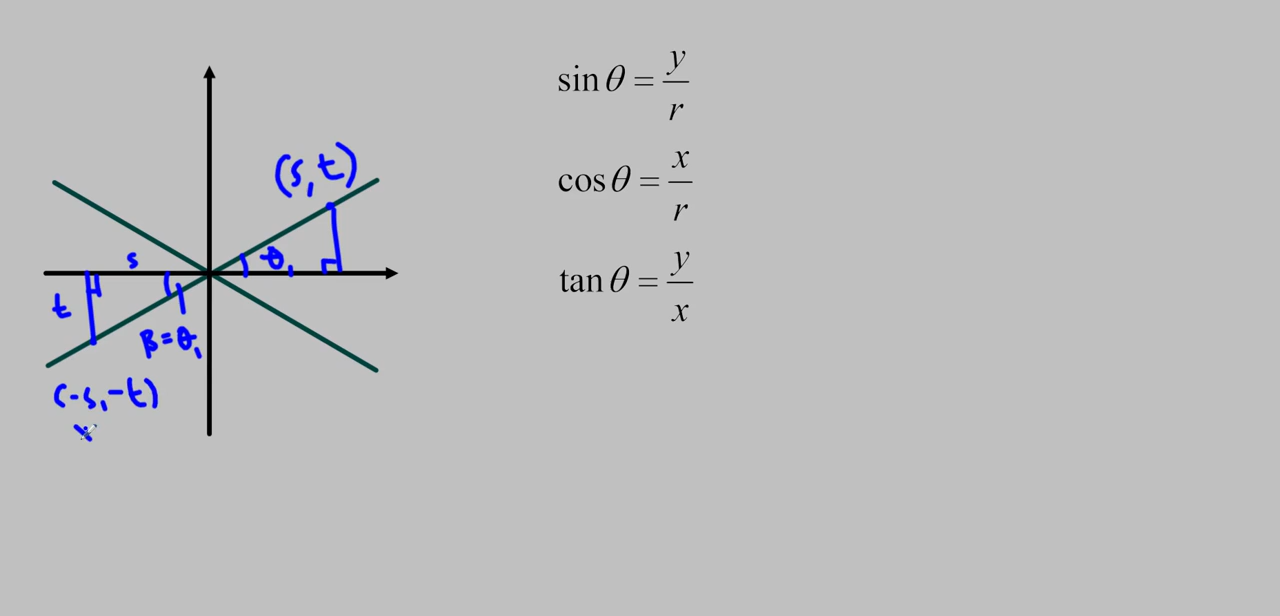 (s, t)
s
θ₁
t
β = θ₁
(-s, -t)
x
sin θ = y/r
cos θ = x/r
tan θ = y/x